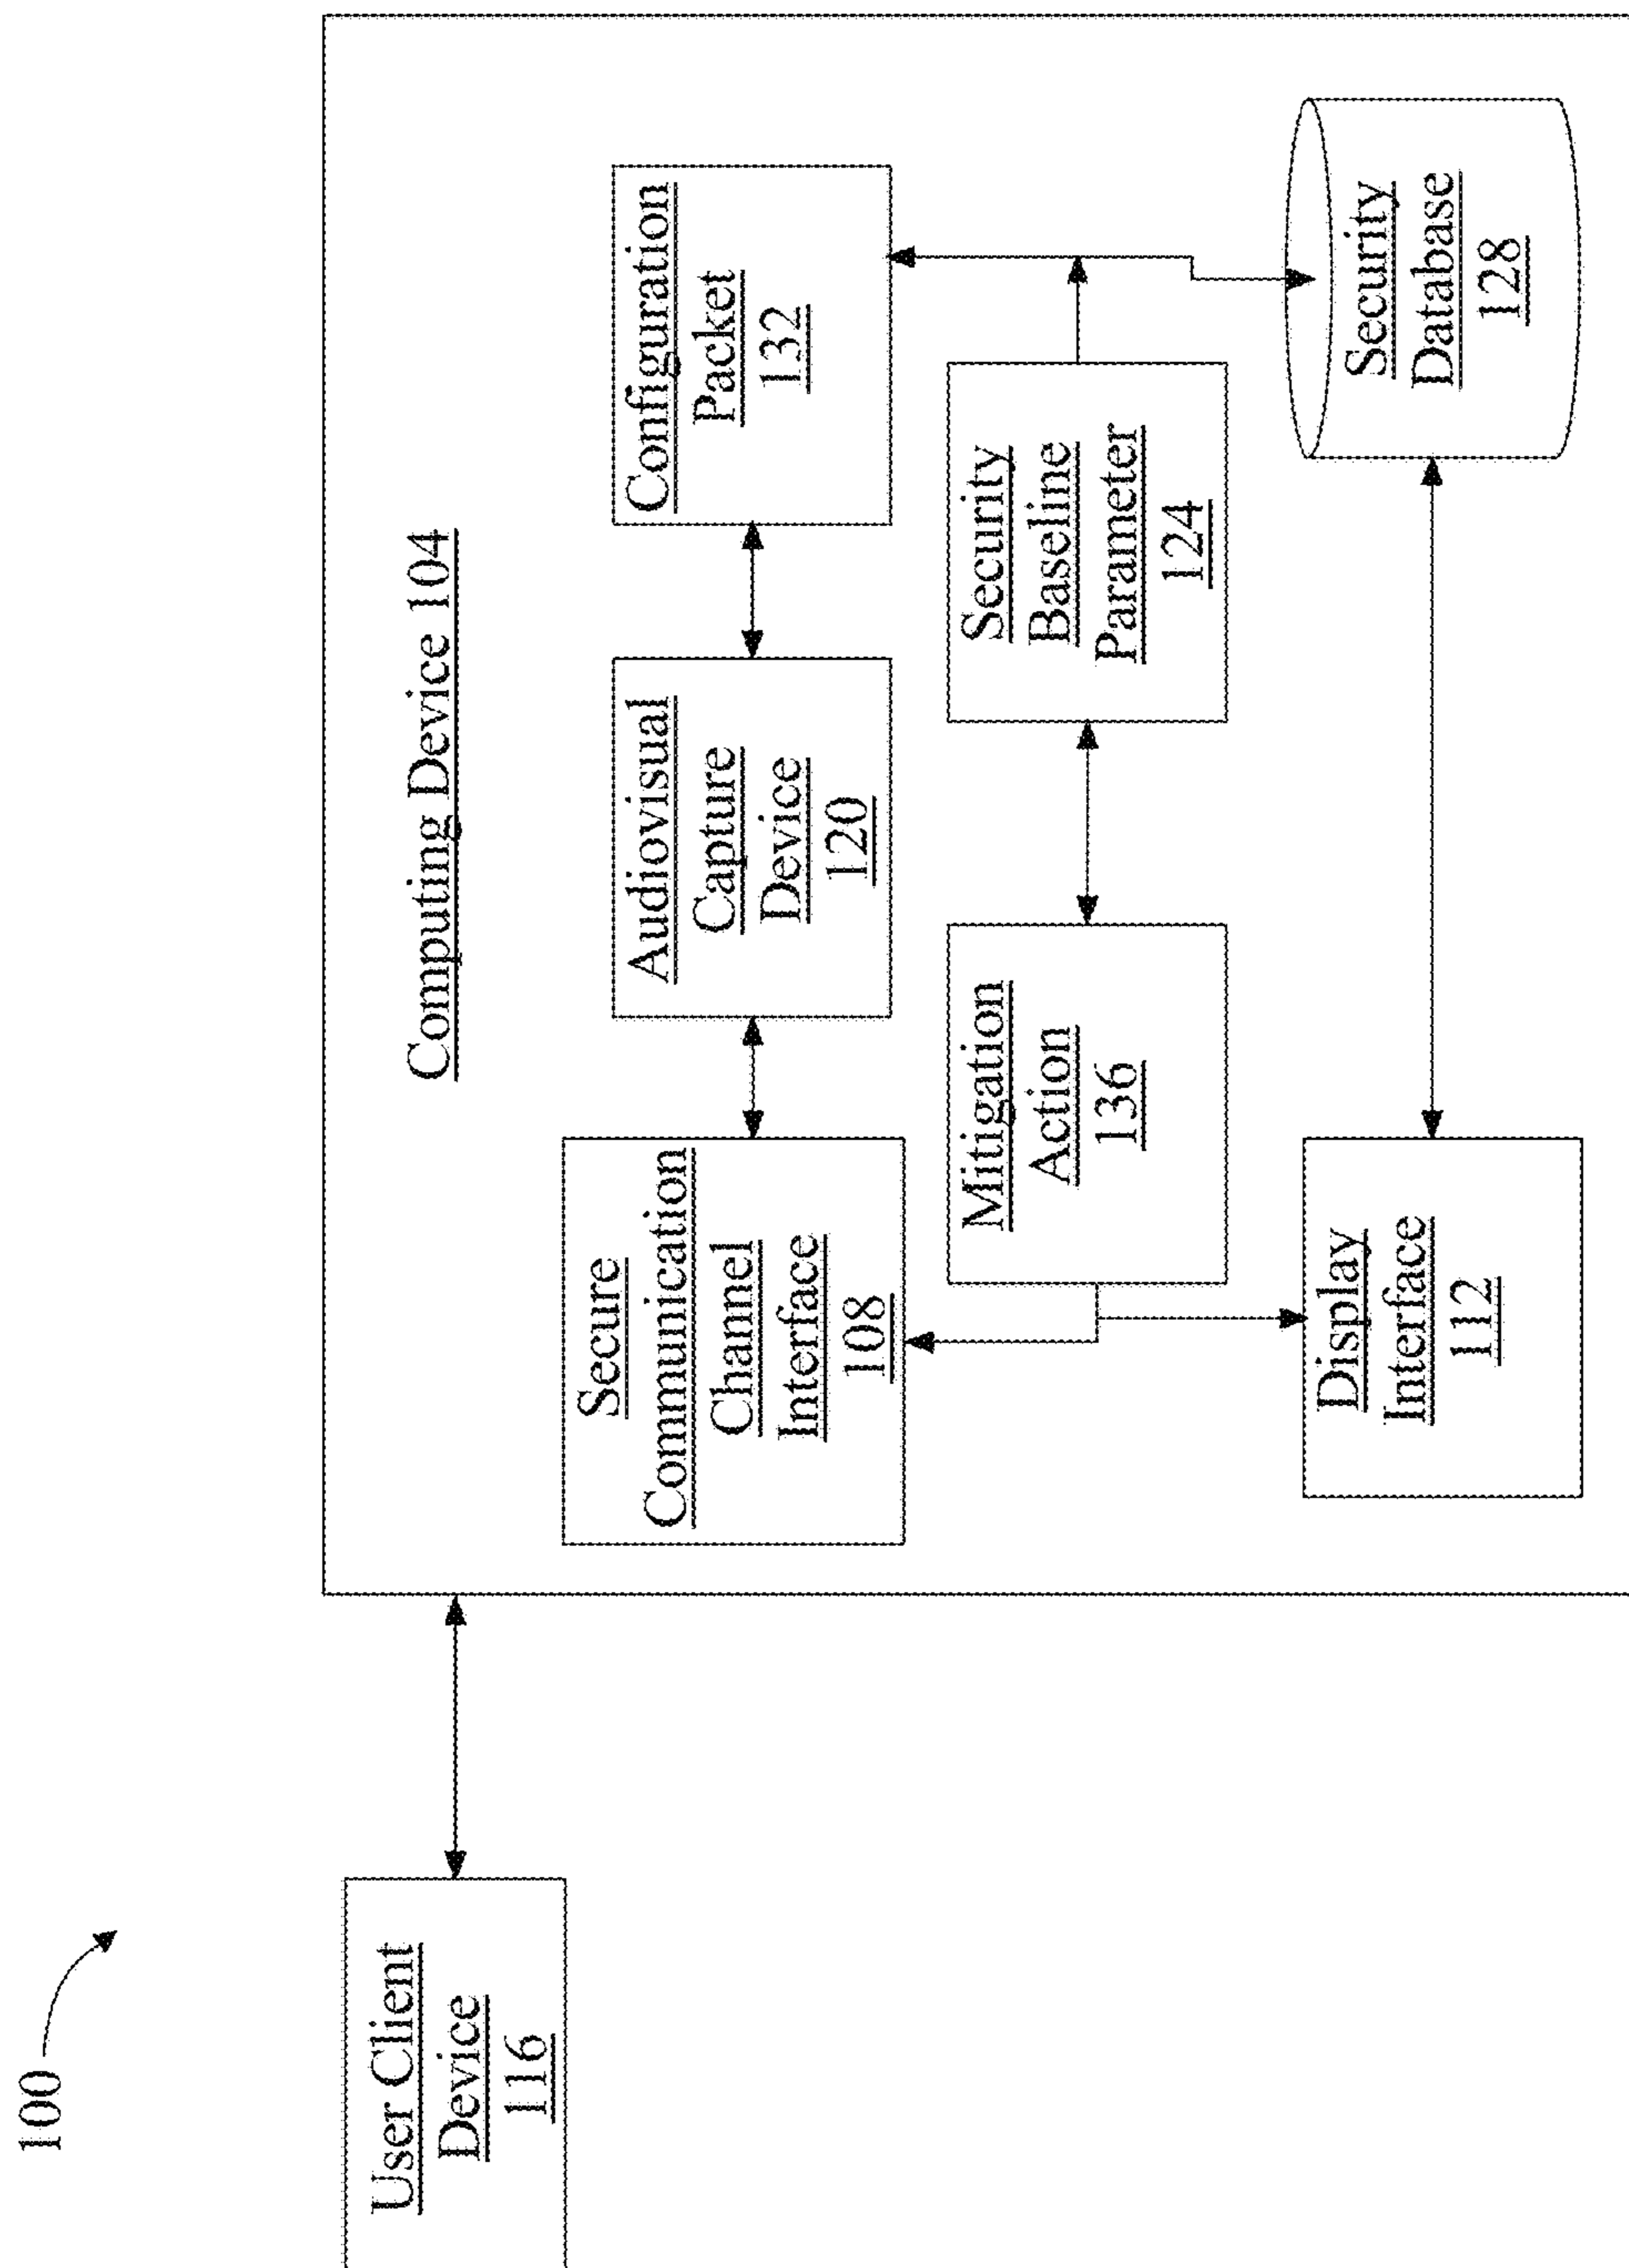 100
User Client
Device
116
Computing Device 104
Secure
Communication
Channel
Interface
108
Audiovisual
Capture
Device
120
Configuration
Packet
132
Mitigation
Action
136
Security
Baseline
Parameter
124
Display
Interface
112
Security
Database
128